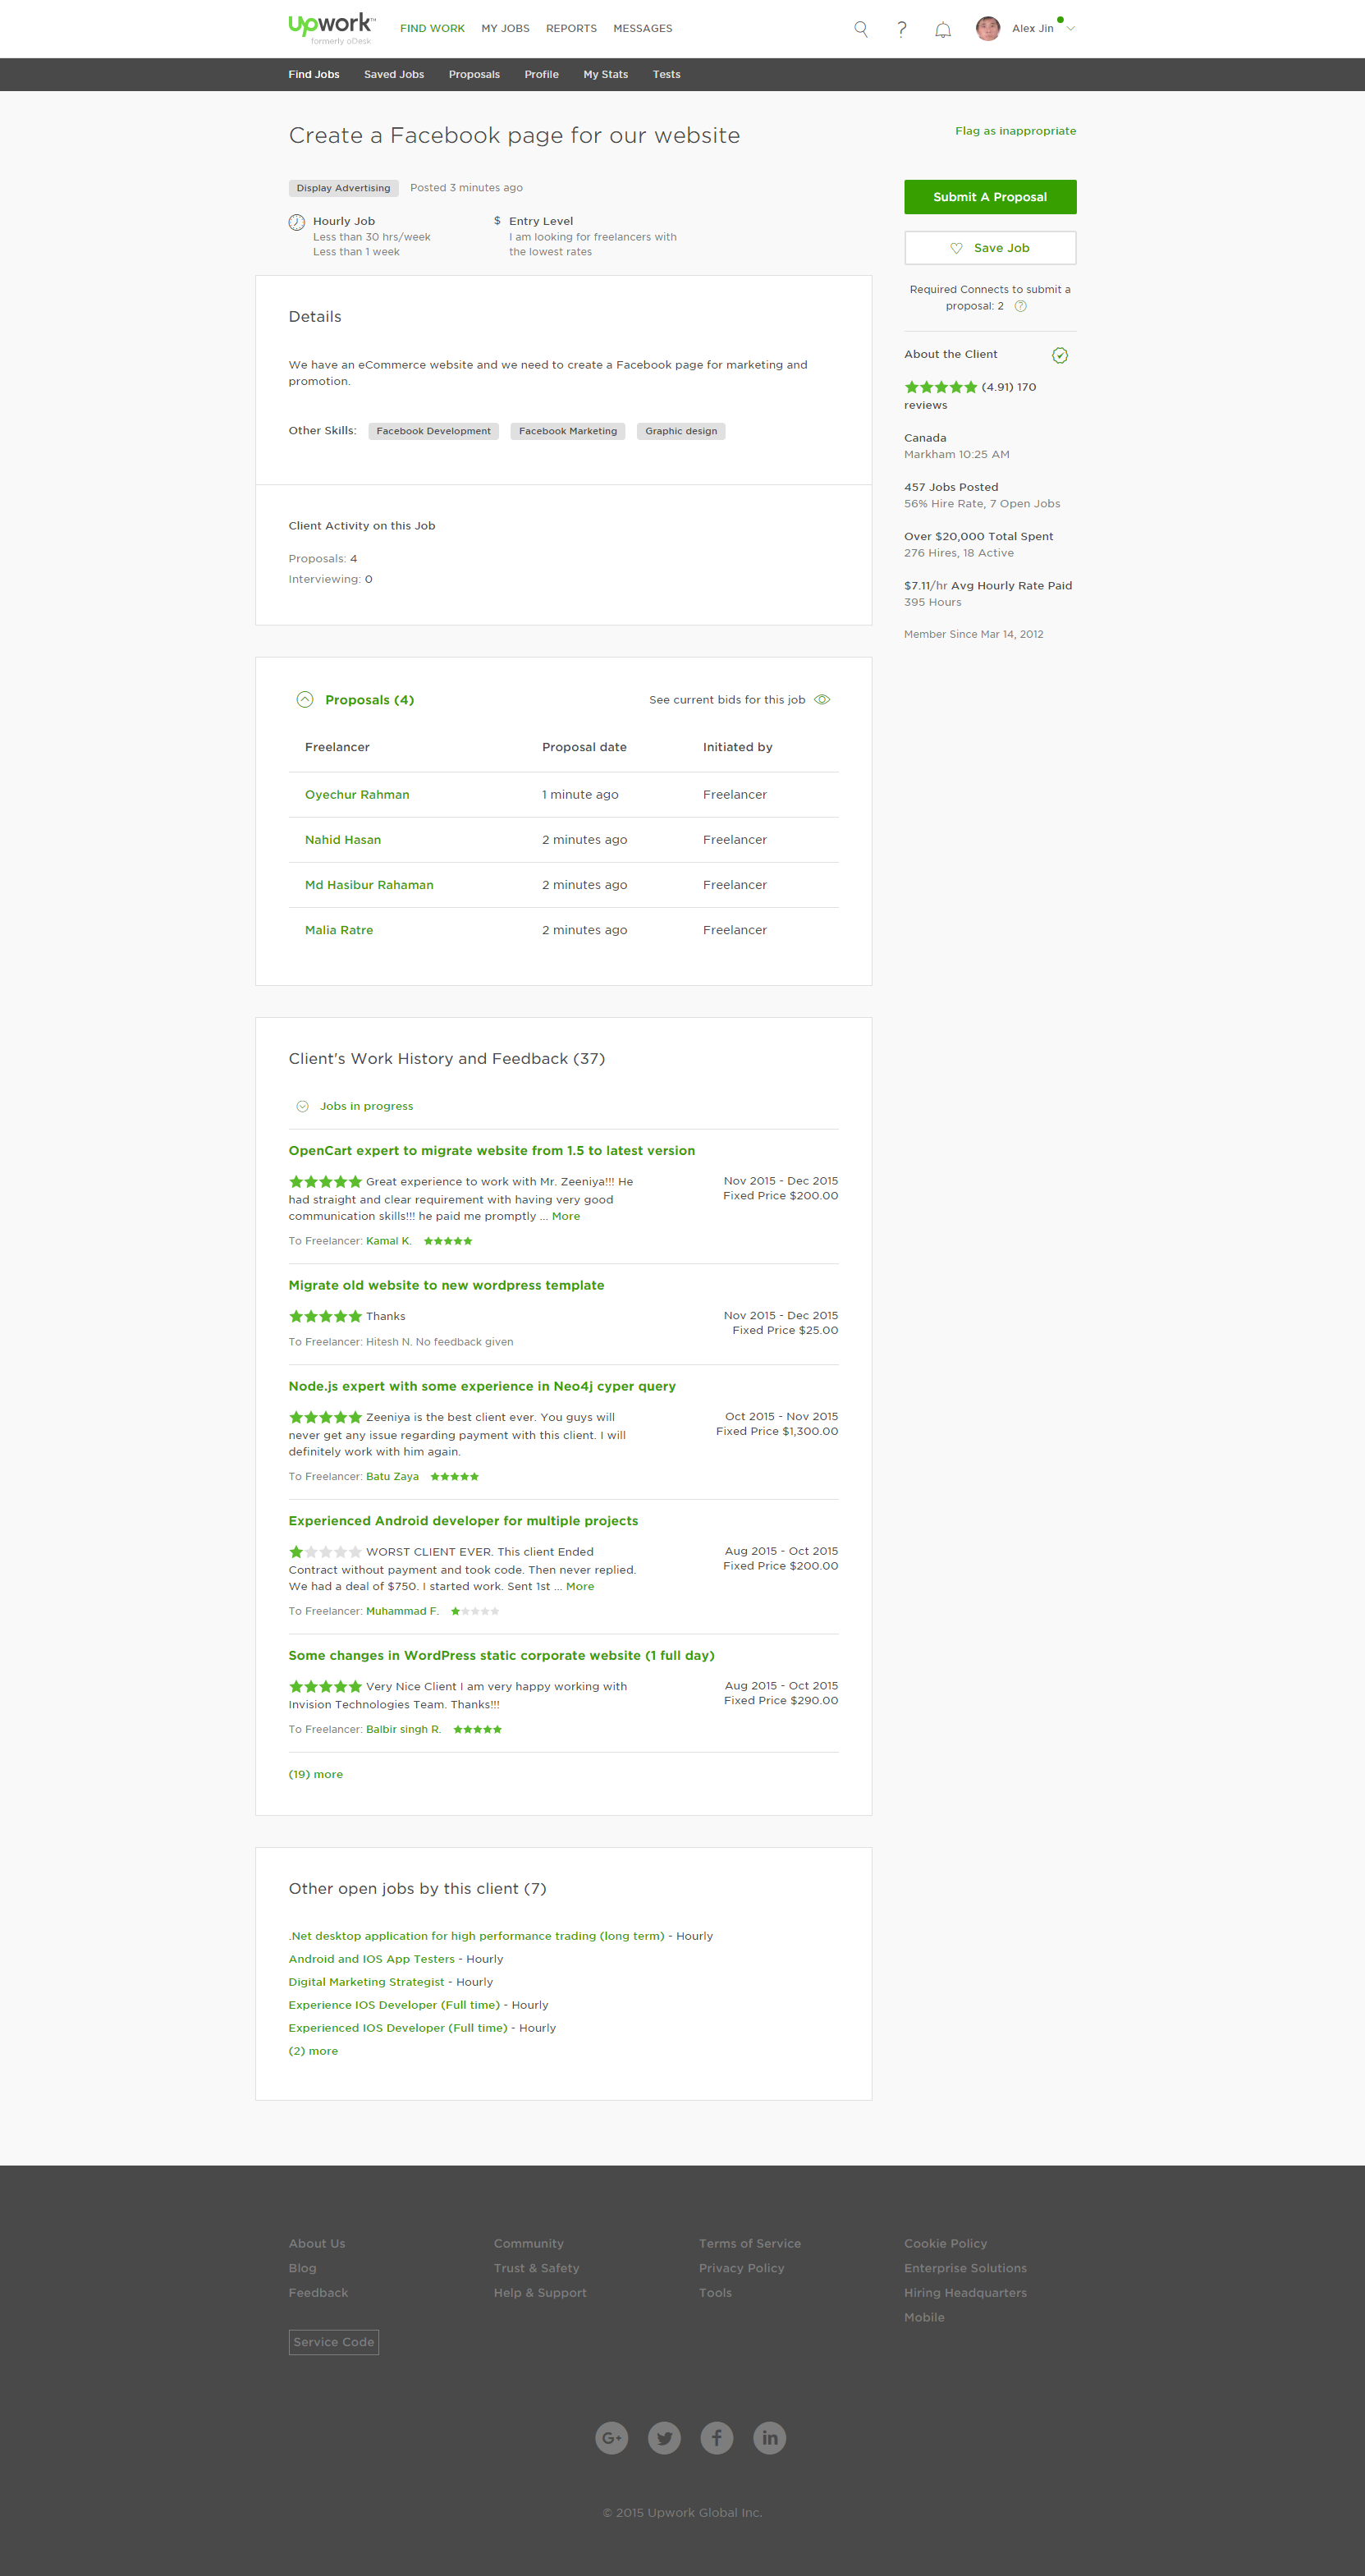 Upwork™
formerly oDesk
FIND WORK MY JOBS REPORTS MESSAGES
Alex Jin
Find Jobs Saved Jobs Proposals Profile My Stats Tests
Create a Facebook page for our website
Flag as inappropriate
Display Advertising Posted 3 minutes ago
Hourly Job
Less than 30 hrs/week
Less than 1 week
$ Entry Level
I am looking for freelancers with
the lowest rates
Submit A Proposal
Save Job
Required Connects to submit a
proposal: 2 ?
Details
We have an eCommerce website and we need to create a Facebook page for marketing and
promotion.
Other Skills: Facebook Development Facebook Marketing Graphic design
Client Activity on this Job
Proposals: 4
Interviewing: 0
About the Client
(4.91) 170
reviews
Canada
Markham 10:25 AM
457 Jobs Posted
56% Hire Rate, 7 Open Jobs
Over $20,000 Total Spent
276 Hires, 18 Active
$7.11/hr Avg Hourly Rate Paid
395 Hours
Member Since Mar 14, 2012
Proposals (4)
See current bids for this job
Freelancer Proposal date Initiated by
Oyechur Rahman 1 minute ago Freelancer
Nahid Hasan 2 minutes ago Freelancer
Md Hasibur Rahaman 2 minutes ago Freelancer
Malia Ratre 2 minutes ago Freelancer
Client's Work History and Feedback (37)
Jobs in progress
OpenCart expert to migrate website from 1.5 to latest version
Great experience to work with Mr. Zeeniya!!! He
had straight and clear requirement with having very good
communication skills!!! he paid me promptly ... More
Nov 2015 - Dec 2015
Fixed Price $200.00
To Freelancer: Kamal K.
Migrate old website to new wordpress template
Thanks
Nov 2015 - Dec 2015
Fixed Price $25.00
To Freelancer: Hitesh N. No feedback given
Node.js expert with some experience in Neo4j cyper query
Zeeniya is the best client ever. You guys will
never get any issue regarding payment with this client. I will
definitely work with him again.
Oct 2015 - Nov 2015
Fixed Price $1,300.00
To Freelancer: Batu Zaya
Experienced Android developer for multiple projects
WORST CLIENT EVER. This client Ended
Contract without payment and took code. Then never replied.
We had a deal of $750. I started work. Sent 1st ... More
Aug 2015 - Oct 2015
Fixed Price $200.00
To Freelancer: Muhammad F.
Some changes in WordPress static corporate website (1 full day)
Very Nice Client I am very happy working with
Invision Technologies Team. Thanks!!!
Aug 2015 - Oct 2015
Fixed Price $290.00
To Freelancer: Balbir singh R.
(19) more
Other open jobs by this client (7)
.Net desktop application for high performance trading (long term) - Hourly
Android and IOS App Testers - Hourly
Digital Marketing Strategist - Hourly
Experience IOS Developer (Full time) - Hourly
Experienced IOS Developer (Full time) - Hourly
(2) more
About Us Community Terms of Service Cookie Policy
Blog Trust & Safety Privacy Policy Enterprise Solutions
Feedback Help & Support Tools Hiring Headquarters
Mobile
Service Code
G+ f in
© 2015 Upwork Global Inc.